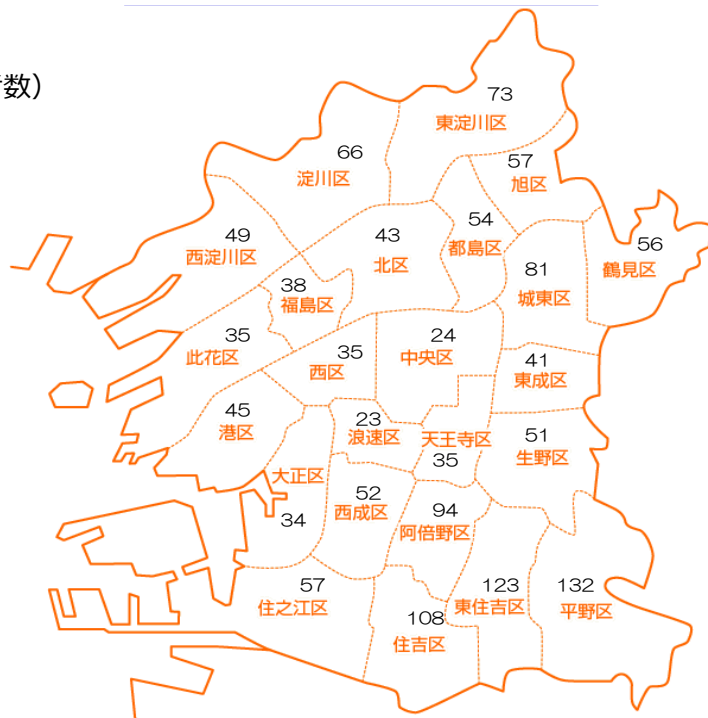 数）
73
東淀川区
66
淀川区
57
旭区
49
西淀川区
43
北区
54
都島区
81
城東区
56
鶴見区
38
福島区
35
此花区
35
西区
24
中央区
41
東成区
45
港区
23
浪速区
天王寺区
35
51
生野区
大正区
34
52
西成区
94
阿倍野区
57
住之江区
108
住吉区
123
東住吉区
132
平野区